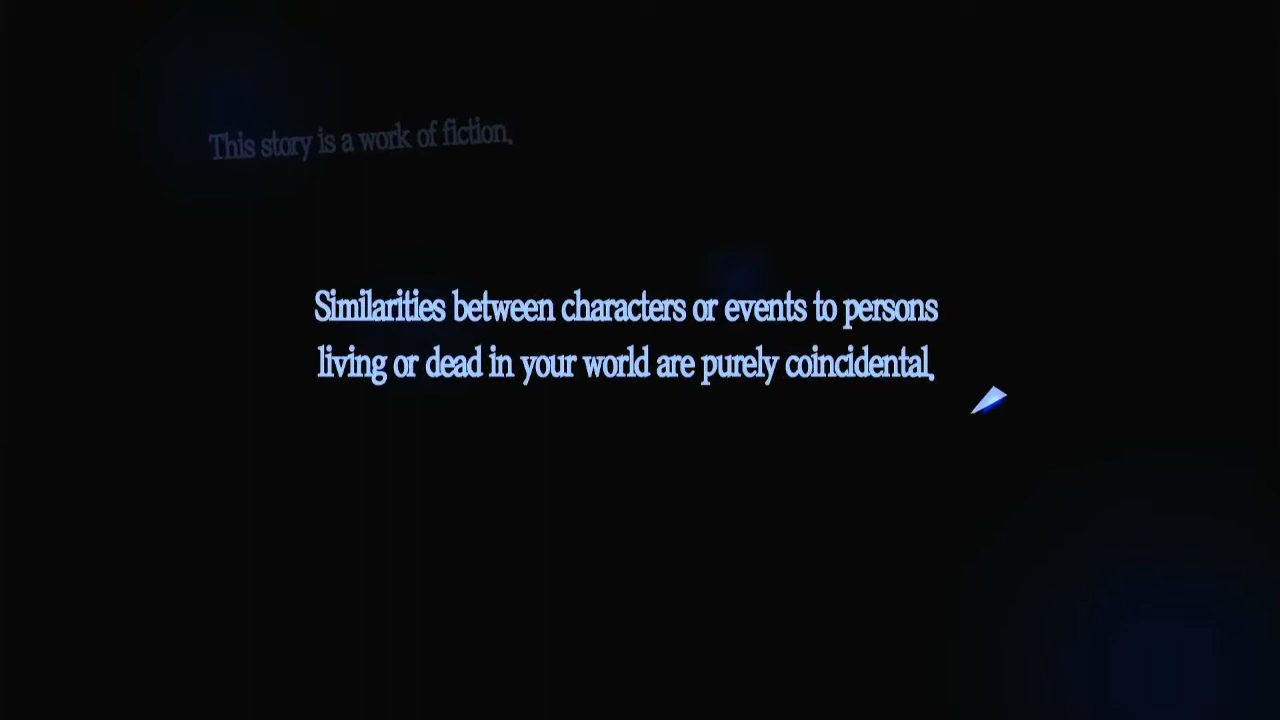 This story is a work of fiction.
Similarities between characters or events to persons
living or dead in your world are purely coincidental.